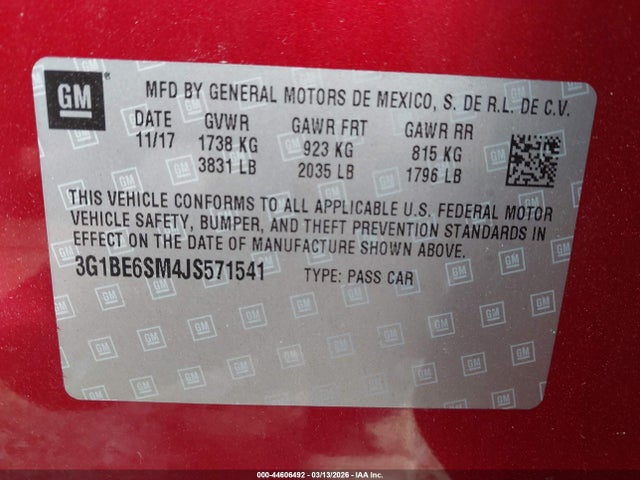 GM
MFD BY GENERAL MOTORS DE MEXICO, S. DE R.L. DE C.V.
DATE GVWR GAWR FRT GAWR RR
11/17 1738 KG 923 KG 815 KG
3831 LB 2035 LB 1796 LB
THIS VEHICLE CONFORMS TO ALL APPLICABLE U.S. FEDERAL MOTOR
VEHICLE SAFETY, BUMPER, AND THEFT PREVENTION STANDARDS IN
EFFECT ON THE DATE OF MANUFACTURE SHOWN ABOVE.
3G1BE6SM4JS571541 TYPE: PASS CAR
000-44606492 - 03/13/2026 - IAA Inc.